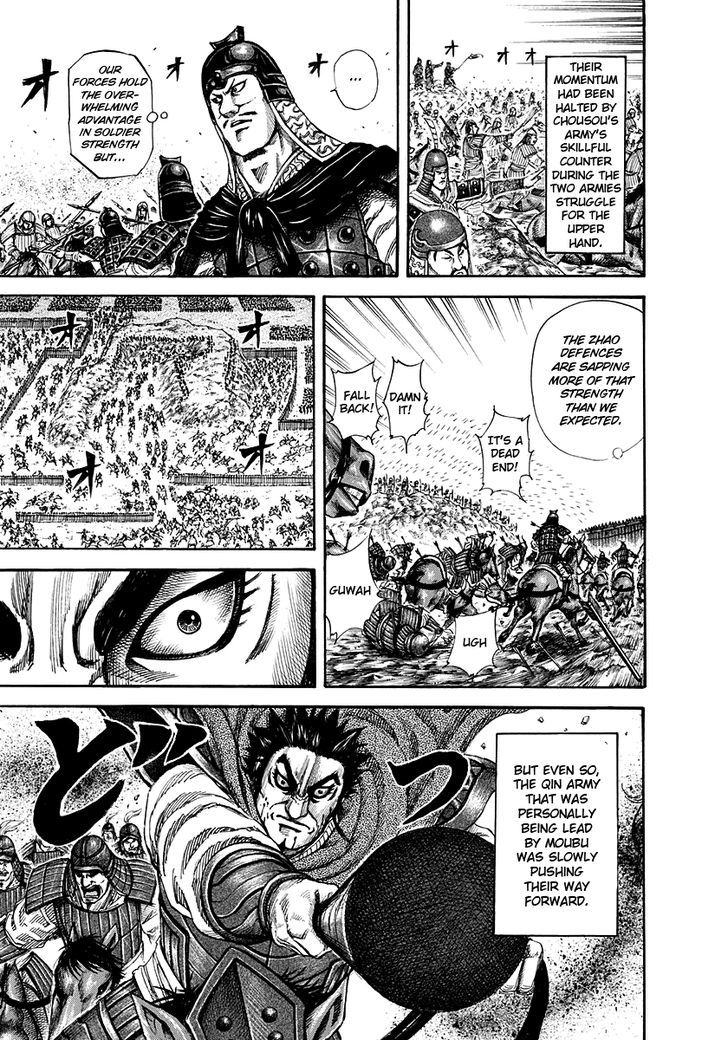 THEIR
MOMENTUM
HAD BEEN
HALTED BY
CHOUSOU'S
ARMY'S
SKILLFUL
COUNTER
DURING THE
TWO ARMIES
STRUGGLE
FOR THE
UPPER
HAND.
オ
オ
...
オ
オ
OUR
FORCES HOLD
THE OVER-
WHELMING
ADVANTAGE
IN SOLDIER
STRENGTH
BUT...
THE ZHAO
DEFENCES
ARE SAPPING
MORE OF THAT
STRENGTH
THAN WE
EXPECTED.
IT'S A
DEAD
END!
DAMN
IT!
FALL
BACK!
UGH
GUWAH
オ
オ
オ
オ
BUT EVEN SO,
THE QIN ARMY
THAT WAS
PERSONALLY
BEING LEAD
BY MOUBU
WAS SLOWLY
PUSHING
THEIR WAY
FORWARD.
どっ